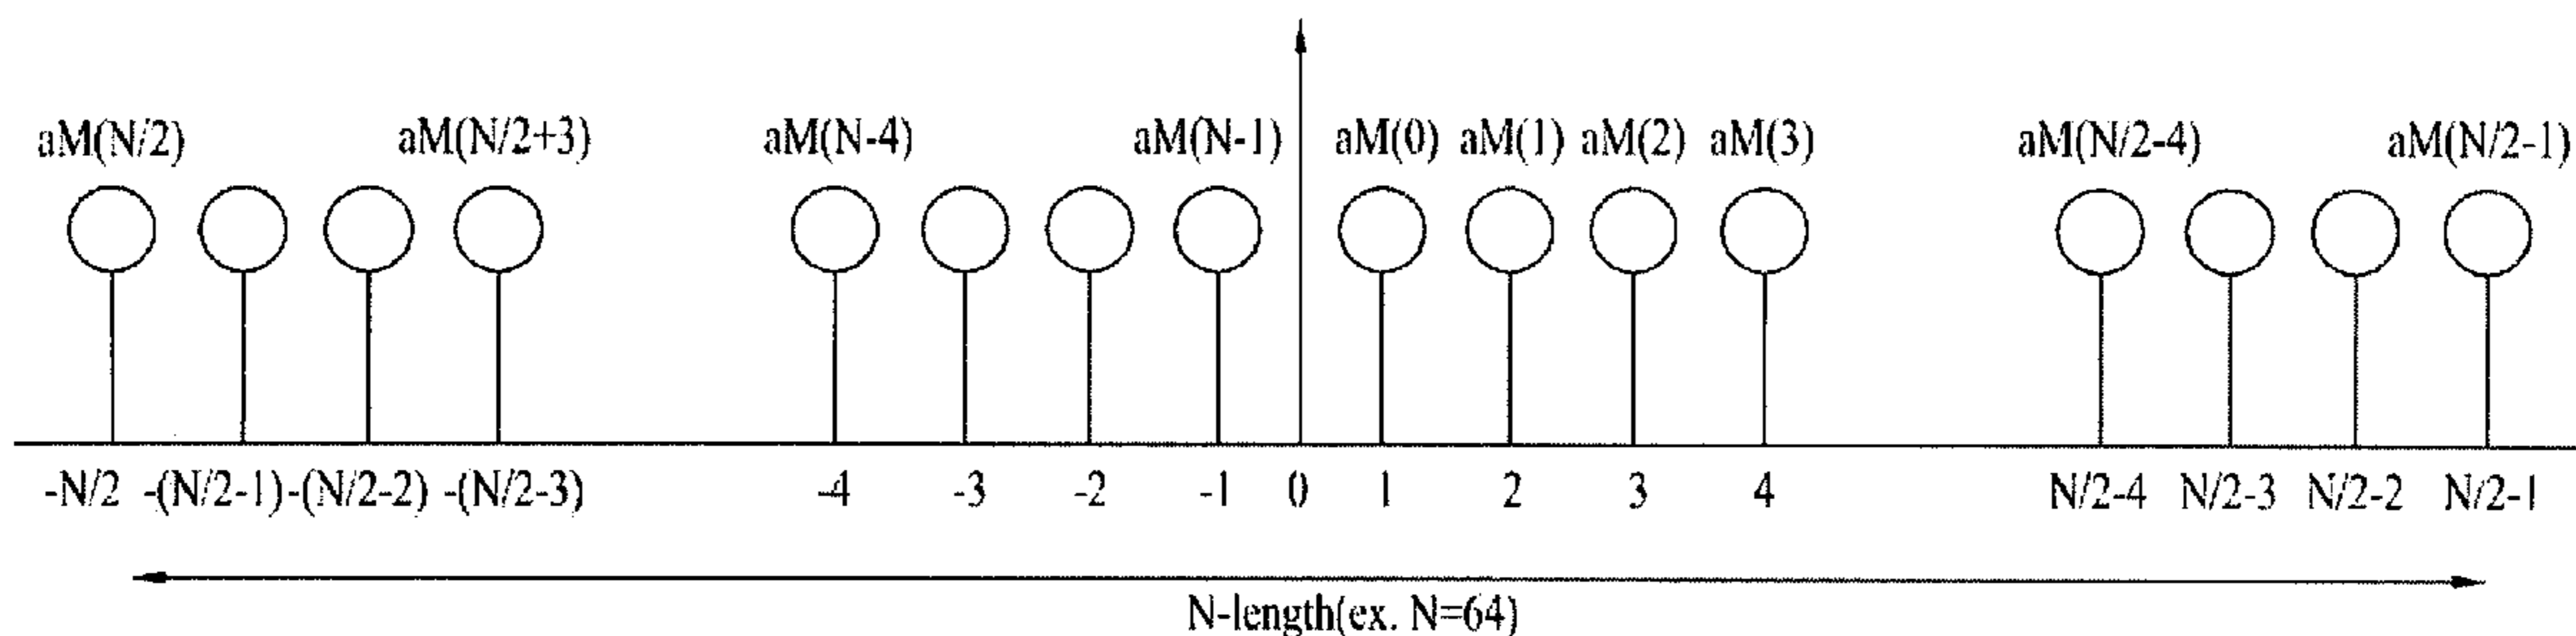 aM(N/2) aM(N/2+3) aM(N-4) aM(N-1) aM(0) aM(1) aM(2) aM(3) aM(N/2-4) aM(N/2-1)
-N/2 -(N/2-1) -(N/2-2) -(N/2-3) -4 -3 -2 -1 0 1 2 3 4 N/2-4 N/2-3 N/2-2 N/2-1
N-length(ex. N=64)